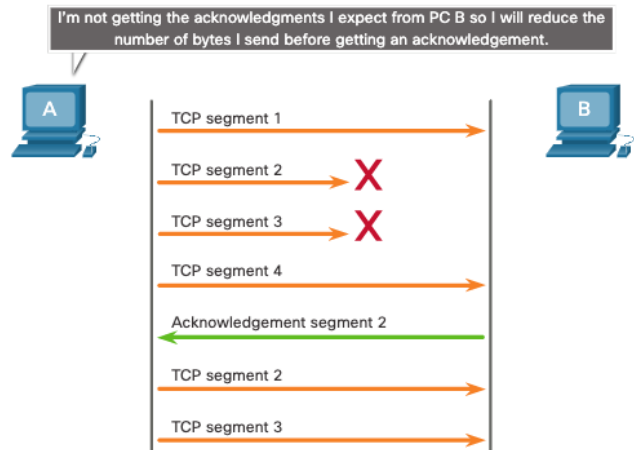 I'm not getting the acknowledgments I expect from PC B so I will reduce the
number of bytes I send before getting an acknowledgement.
A
B
TCP segment 1
TCP segment 2
X
TCP segment 3
X
TCP segment 4
Acknowledgement segment 2
TCP segment 2
TCP segment 3